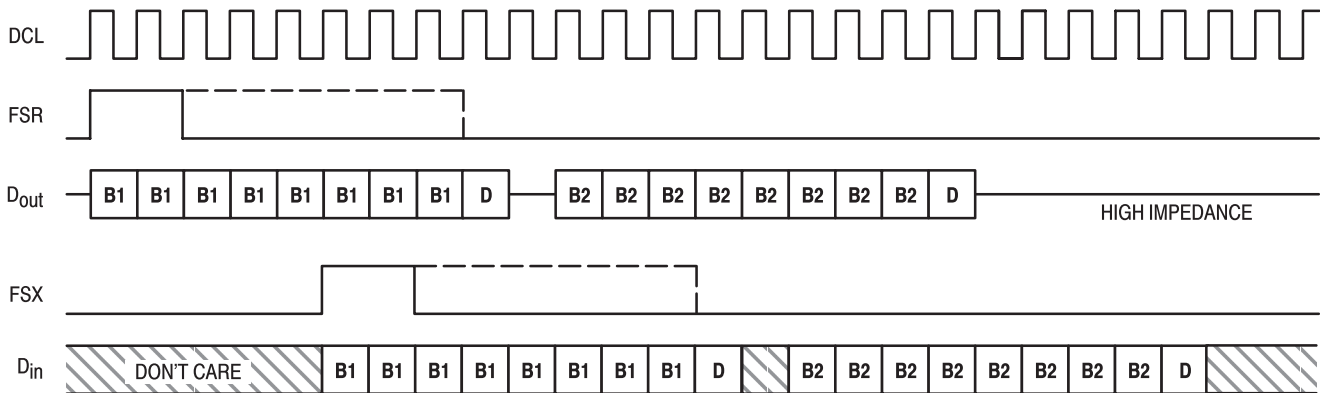 DCL
FSR
Dout B1 B1 B1 B1 B1 B1 B1 B1 D B2 B2 B2 B2 B2 B2 B2 B2 D
HIGH IMPEDANCE
FSX
Din DON'T CARE B1 B1 B1 B1 B1 B1 B1 B1 D B2 B2 B2 B2 B2 B2 B2 B2 D